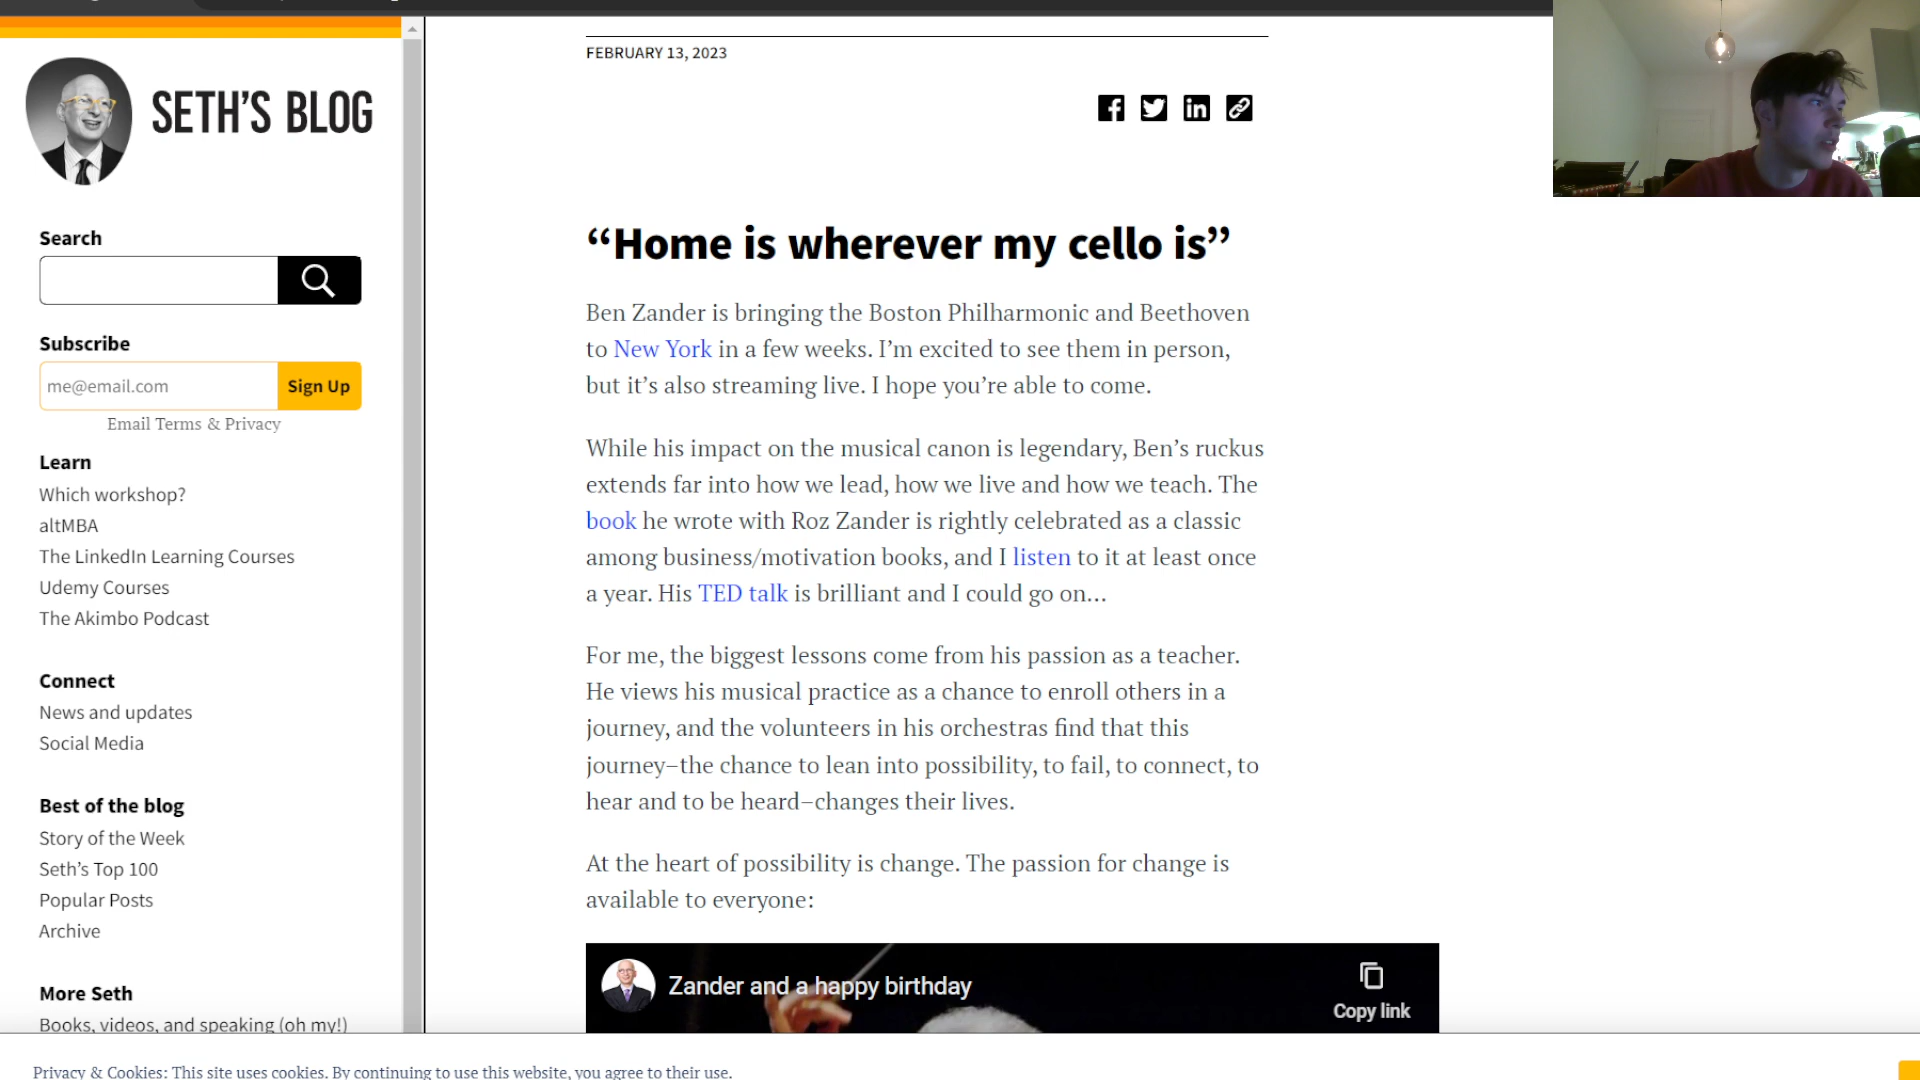 SETH'S BLOG
Search
Subscribe
me@email.com
Sign Up
Email Terms & Privacy
Learn
Which workshop?
altMBA
The LinkedIn Learning Courses
Udemy Courses
The Akimbo Podcast
Connect
News and updates
Social Media
Best of the blog
Story of the Week
Seth's Top 100
Popular Posts
Archive
More Seth
Books, videos, and speaking (oh my!)
FEBRUARY 13, 2023
“Home is wherever my cello is”
Ben Zander is bringing the Boston Philharmonic and Beethoven
to New York in a few weeks. I’m excited to see them in person,
but it’s also streaming live. I hope you’re able to come.
While his impact on the musical canon is legendary, Ben’s ruckus
extends far into how we lead, how we live and how we teach. The
book he wrote with Roz Zander is rightly celebrated as a classic
among business/motivation books, and I listen to it at least once
a year. His TED talk is brilliant and I could go on…
For me, the biggest lessons come from his passion as a teacher.
He views his musical practice as a chance to enroll others in a
journey, and the volunteers in his orchestras find that this
journey–the chance to lean into possibility, to fail, to connect, to
hear and to be heard–changes their lives.
At the heart of possibility is change. The passion for change is
available to everyone:
Zander and a happy birthday
Copy link
Privacy & Cookies: This site uses cookies. By continuing to use this website, you agree to their use.